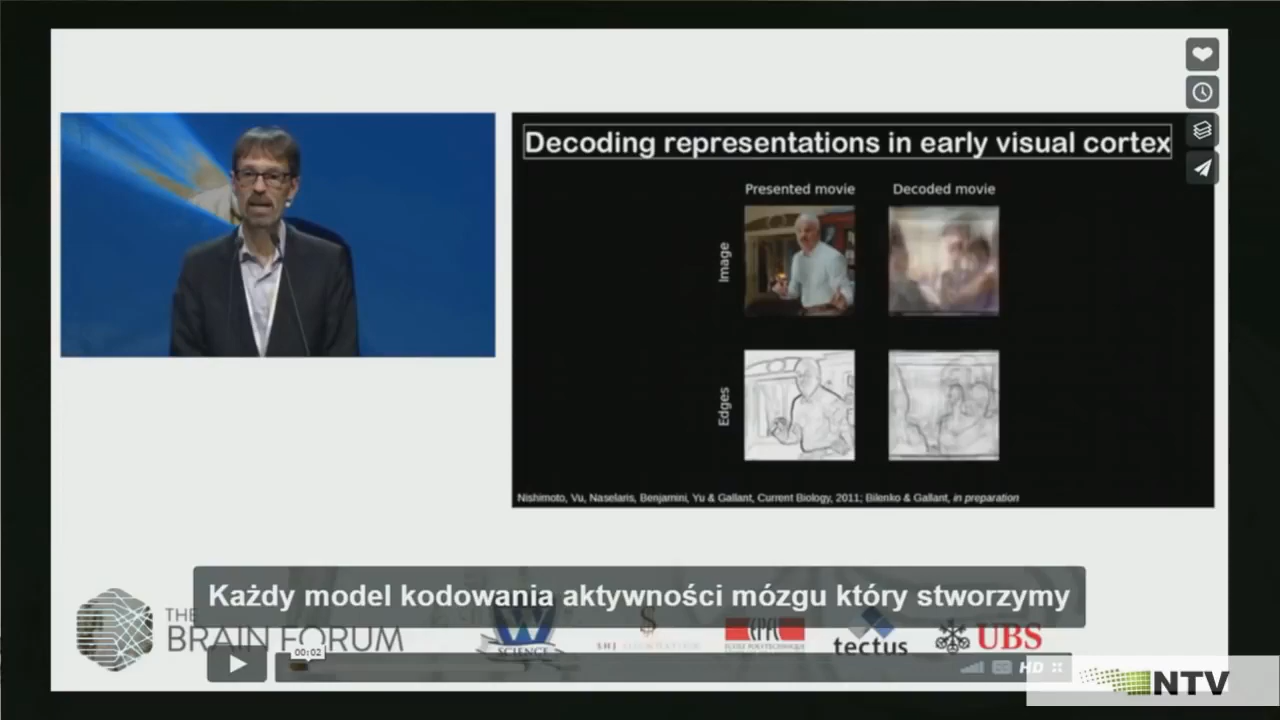 Decoding representations in early visual cortex
Presented movie
Decoded movie
Image
Edges
Nishimoto, Vu, Naselaris, Benjamini, Yu & Gallant, Current Biology, 2011; Bilenko & Gallant, in preparation
Każdy model kodowania aktywności mózgu który stworzymy
THE
BRAIN FORUM
W
SCIENCE
EPFL
tectus
UBS
00:02
HD
NTV